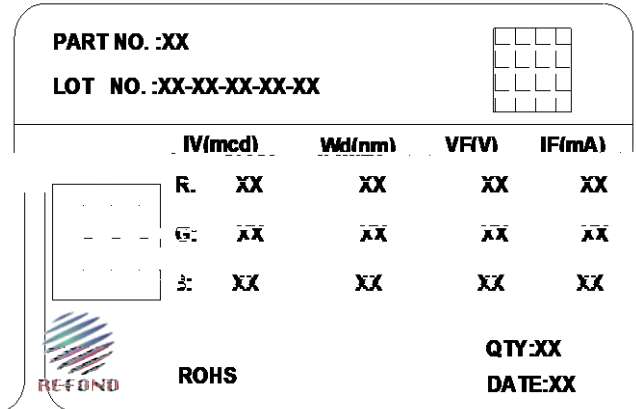 PART NO. :XX
LOT NO. :XX-XX-XX-XX-XX
IV(mcd) Wd(nm) VF(V) IF(mA)
R. XX XX XX XX
G: XX XX XX XX
XX XX XX XX
REFOND
ROHS
QTY:XX
DATE:XX